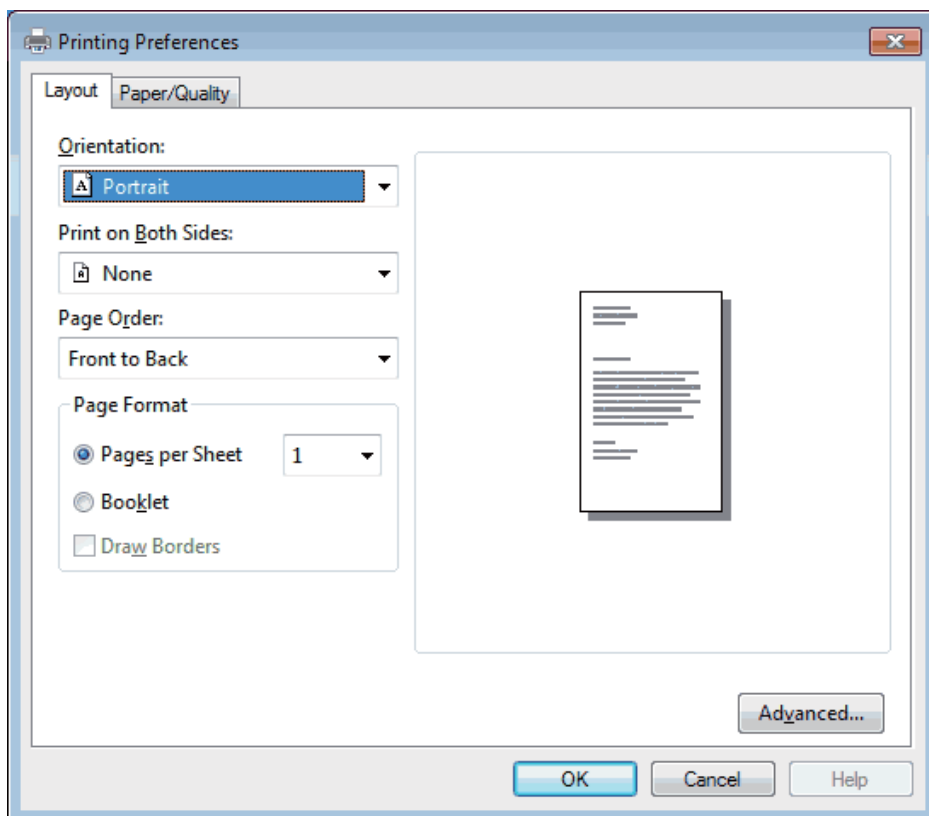 Printing Preferences
Layout
Paper/Quality
Orientation:
A Portrait
Print on Both Sides:
A None
Page Order:
Front to Back
Page Format
Pages per Sheet 1
Booklet
Draw Borders
Advanced...
OK
Cancel
Help